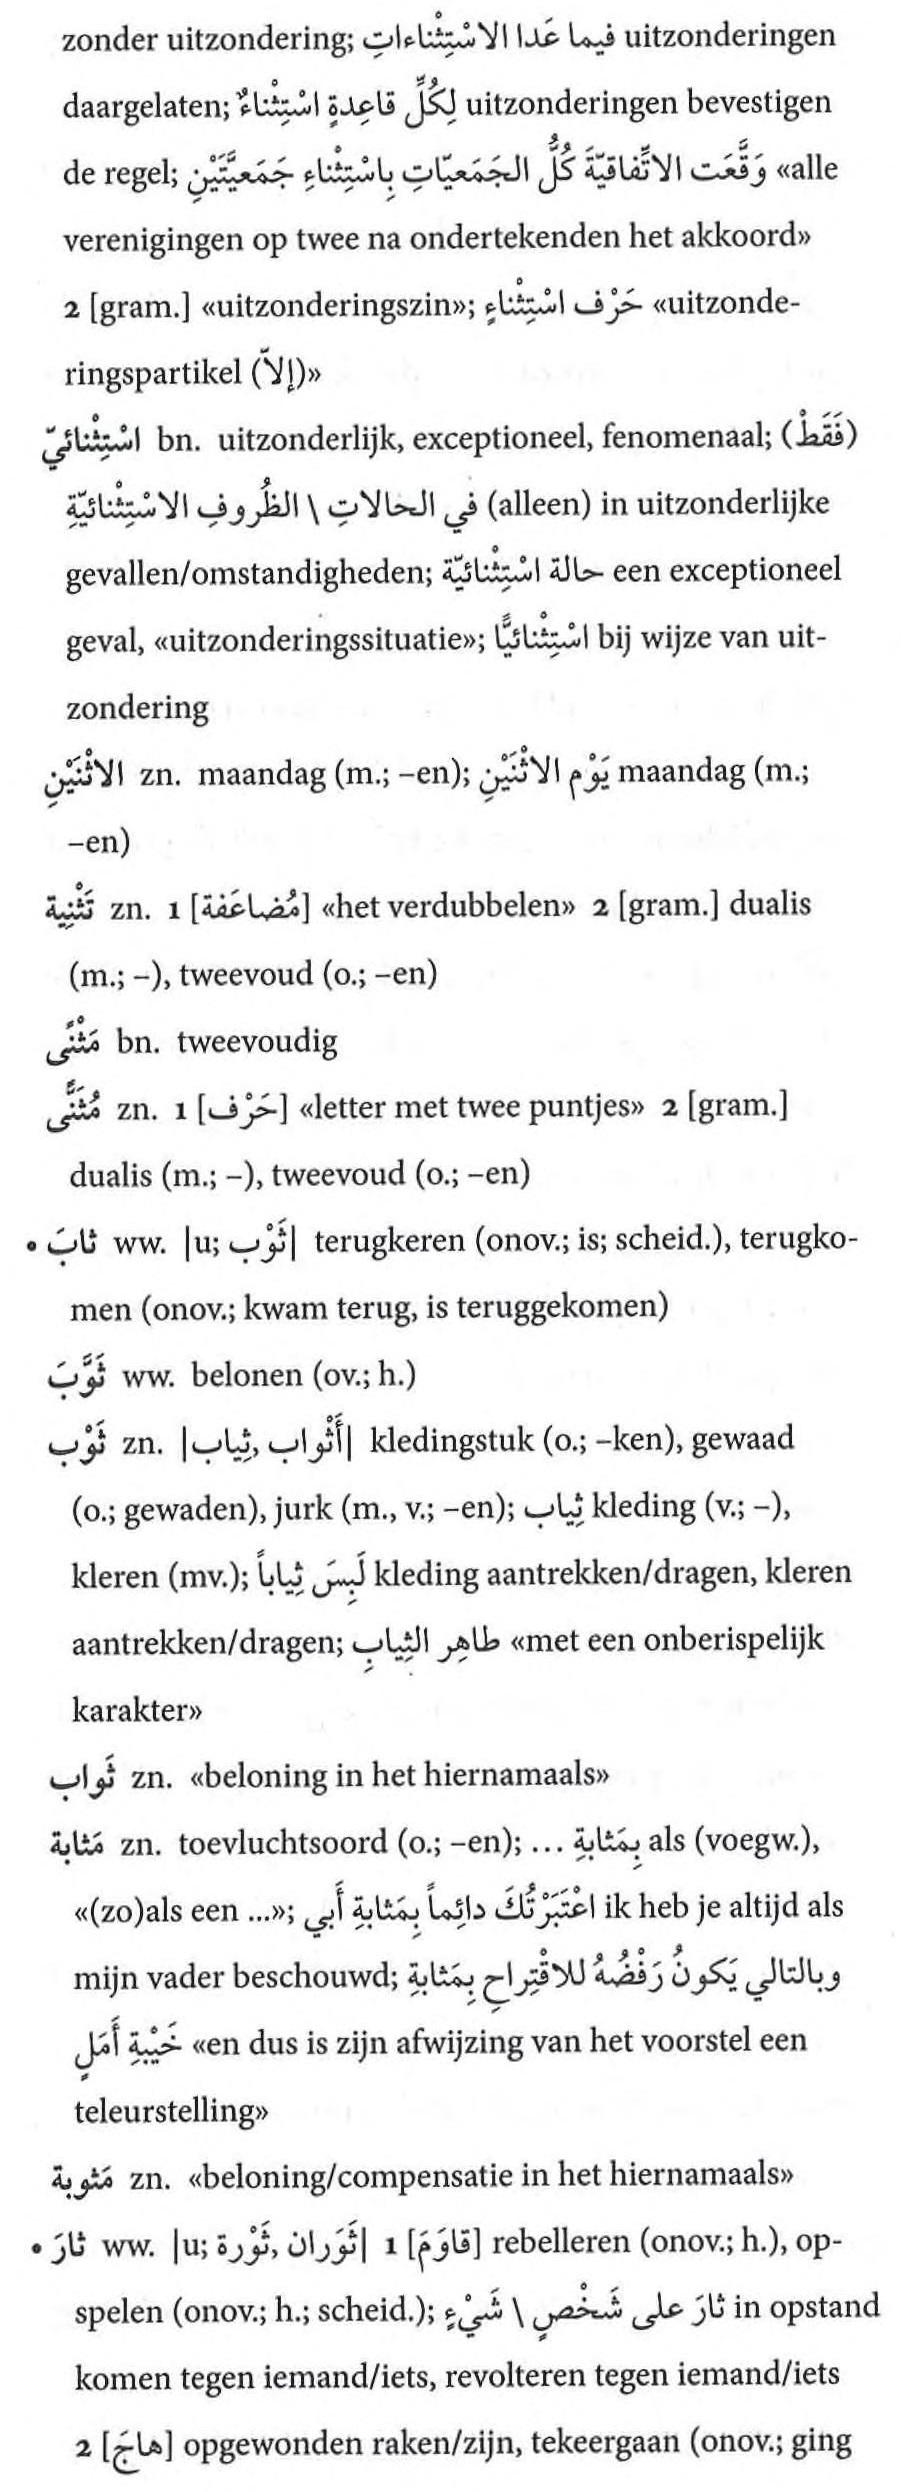 zonder uitzondering; فيما عَدا الاسْتِثْناءاتِ uitzonderingen
daargelaten; لِكُلِّ قاعِدةٍ اسْتِثْناءٌ uitzonderingen bevestigen
de regel; وَقَّعَت الاتِّفاقيّةَ كُلُّ الجَمَعيّاتِ بِاسْتِثْناءِ جَمَعيَّتَيْنِ «alle
verenigingen op twee na ondertekenden het akkoord»
2 [gram.] «uitzonderingszin»; حَرْف اسْتِثْناءٍ «uitzonde-
ringspartikel (إلاّ)»
اسْتِثْنائيّ bn. uitzonderlijk, exceptioneel, fenomenaal; (فَقَطْ)
في الحالاتِ \ الظُروفِ الاسْتِثْنائيّةِ (alleen) in uitzonderlijke
gevallen/omstandigheden; حالة اسْتِثْنائيّة een exceptioneel
geval, «uitzonderingssituatie»; اسْتِثْنائيًّا bij wijze van uit-
zondering
الاثْنَيْنِ zn. maandag (m.; –en); يَوْم الاثْنَيْنِ maandag (m.;
–en)
تَثْنِية zn. 1 [مُضاعَفة] «het verdubbelen» 2 [gram.] dualis
(m.; –), tweevoud (o.; –en)
مَثْنًى bn. tweevoudig
مُثَنًّى zn. 1 [حَرْف] «letter met twee puntjes» 2 [gram.]
dualis (m.; –), tweevoud (o.; –en)
• ثابَ ww. |u; ثَوْب| terugkeren (onov.; is; scheid.), terugko-
men (onov.; kwam terug, is teruggekomen)
ثَوَّبَ ww. belonen (ov.; h.)
ثَوْب zn. |أَثْواب ,ثِياب| kledingstuk (o.; –ken), gewaad
(o.; gewaden), jurk (m., v.; –en); ثِياب kleding (v.; –),
kleren (mv.); لَبِسَ ثِياباً kleding aantrekken/dragen, kleren
aantrekken/dragen; طاهِر الثِيابِ «met een onberispelijk
karakter»
ثَواب zn. «beloning in het hiernamaals»
مَثابة zn. toevluchtsoord (o.; –en); … بِمَثابةِ als (voegw.),
«(zo)als een ...»; اعْتَبَرْتُكَ دائِماً بِمَثابةِ أَبي ik heb je altijd als
mijn vader beschouwd; وبالتالي يَكونُ رَفْضُهُ للاقْتِراحِ بِمَثابةِ
خَيْبةِ أَمَلٍ «en dus is zijn afwijzing van het voorstel een
teleurstelling»
مَثوبة zn. «beloning/compensatie in het hiernamaals»
• ثارَ ww. |u; ثَوَران ,ثَوْرة| 1 [قاوَمَ] rebelleren (onov.; h.), op-
spelen (onov.; h.; scheid.); ثارَ على شَخْصٍ \ شَيْءٍ in opstand
komen tegen iemand/iets, revolteren tegen iemand/iets
2 [هاجَ] opgewonden raken/zijn, tekeergaan (onov.; ging